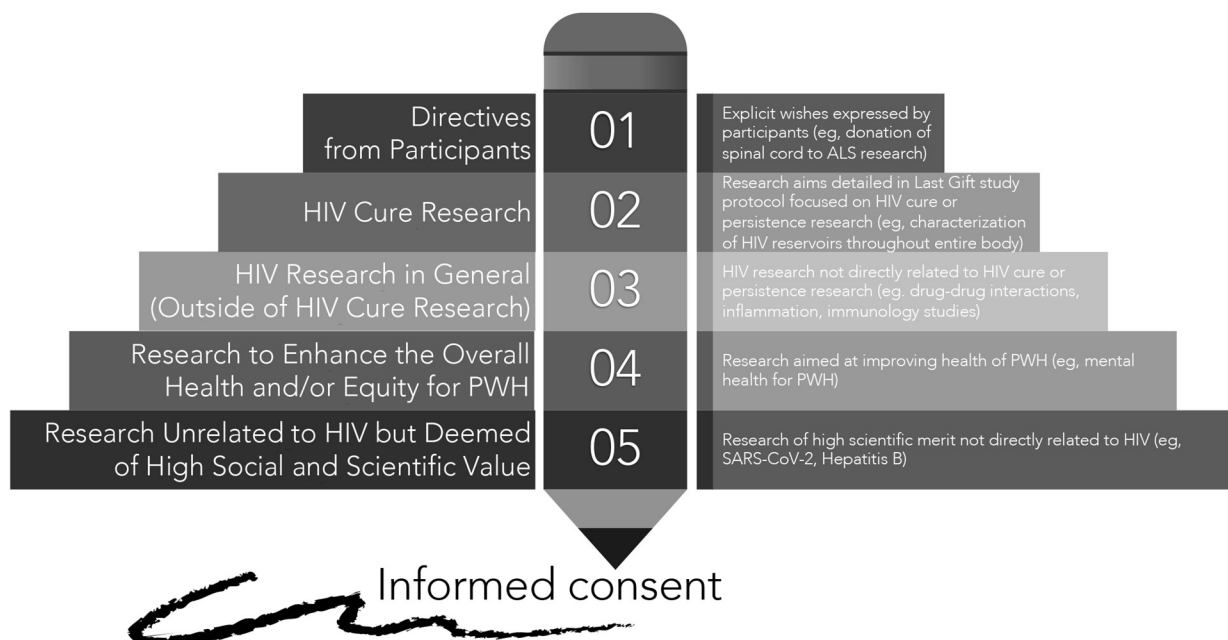 Directives
from Participants
01
Explicit wishes expressed by
participants (eg, donation of
spinal cord to ALS research)
HIV Cure Research
02
Research aims detailed in Last Gift study
protocol focused on HIV cure or
persistence research (eg, characterization
of HIV reservoirs throughout entire body)
HIV Research in General
(Outside of HIV Cure Research)
03
HIV research not directly related to HIV cure or
persistence research (eg. drug-drug interactions,
inflammation, immunology studies)
Research to Enhance the Overall
Health and/or Equity for PWH
04
Research aimed at improving health of PWH (eg, mental
health for PWH)
Research Unrelated to HIV but Deemed
of High Social and Scientific Value
05
Research of high scientific merit not directly related to HIV (eg,
SARS-CoV-2, Hepatitis B)
Informed consent